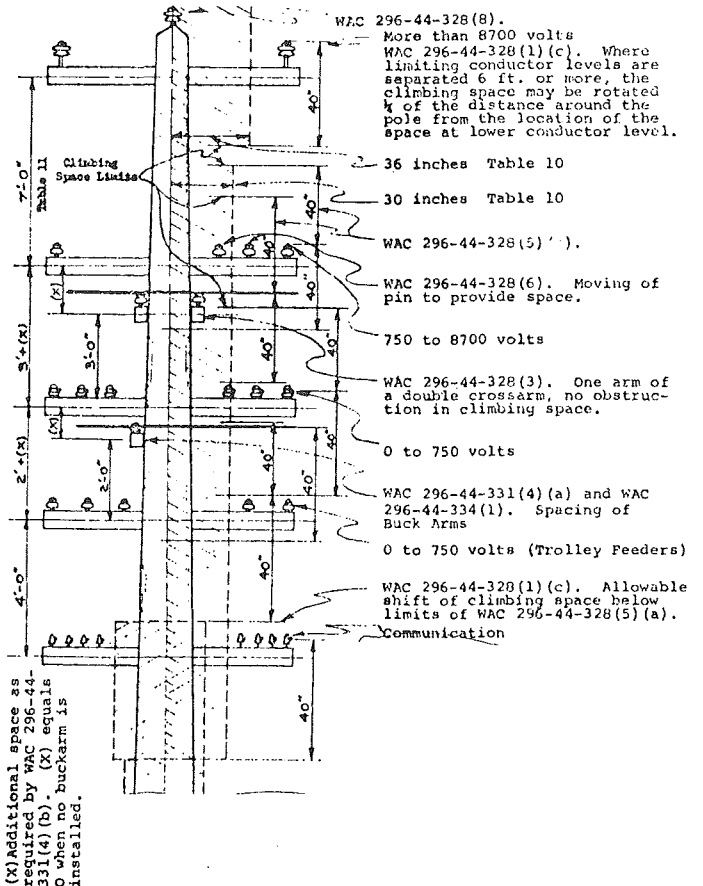 WAC 296-44-328(8).
More than 8700 volts
WAC 296-44-328(1)(c). Where
limiting conductor levels are
separated 6 ft. or more, the
climbing space may be rotated
¼ of the distance around the
pole from the location of the
space at lower conductor level.
36 inches Table 10
30 inches Table 10
WAC 296-44-328(5)
WAC 296-44-328(6). Moving of
pin to provide space.
750 to 8700 volts
WAC 296-44-328(3). One arm of
a double crossarm, no obstruc-
tion in climbing space.
0 to 750 volts
WAC 296-44-331(4)(a) and WAC
296-44-334(1). Spacing of
Buck Arms
0 to 750 volts (Trolley Feeders)
WAC 296-44-328(1)(c). Allowable
shift of climbing space below
limits of WAC 296-44-328(5)(a).
Communication
Climbing
Space Limits
7'-0"
Table 11
3'+(X)
(X)
3'-0"
2'+(X)
(X)
2'-0"
4'-0"
40"
40"
40"
40"
40"
40"
40"
40"
40"
40"
40"
40"
(X)Additional space as
required by WAC 296-44-
331(4)(b). (X) equals
0 when no buckarm is
installed.